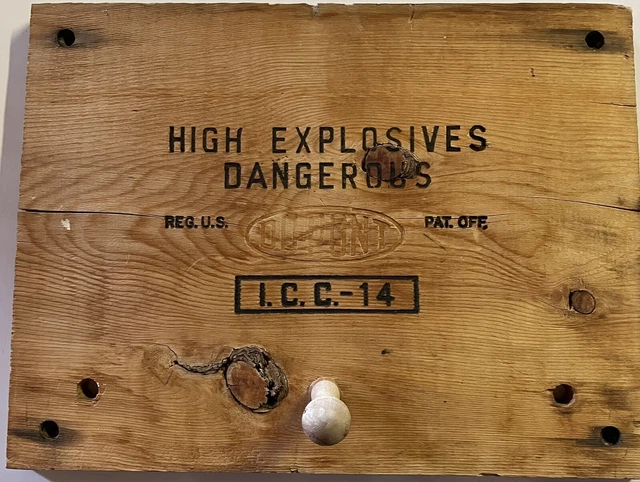 HIGH EXPLOSIVES
DANGEROUS
REG. U.S. DU PONT PAT. OFF.
I. C. C.-14